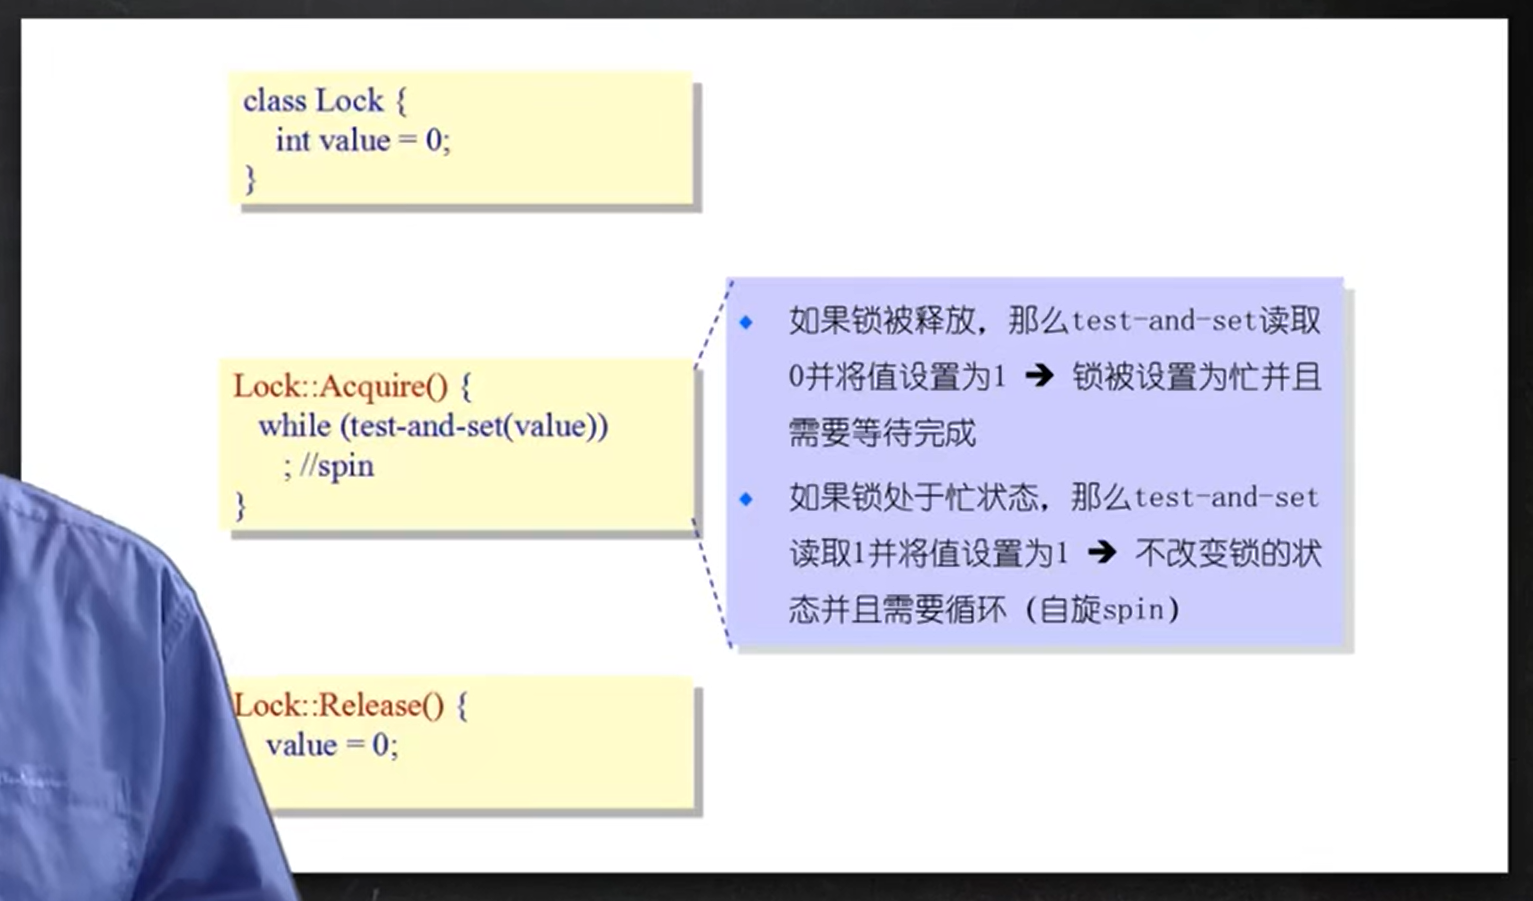 class Lock {
int value = 0;
}
Lock::Acquire() {
while (test-and-set(value))
; //spin
}
如果锁被释放，那么test-and-set读取
0并将值设置为1 ➔ 锁被设置为忙并且
需要等待完成
如果锁处于忙状态，那么test-and-set
读取1并将值设置为1 ➔ 不改变锁的状
态并且需要循环（自旋spin）
Lock::Release() {
value = 0;